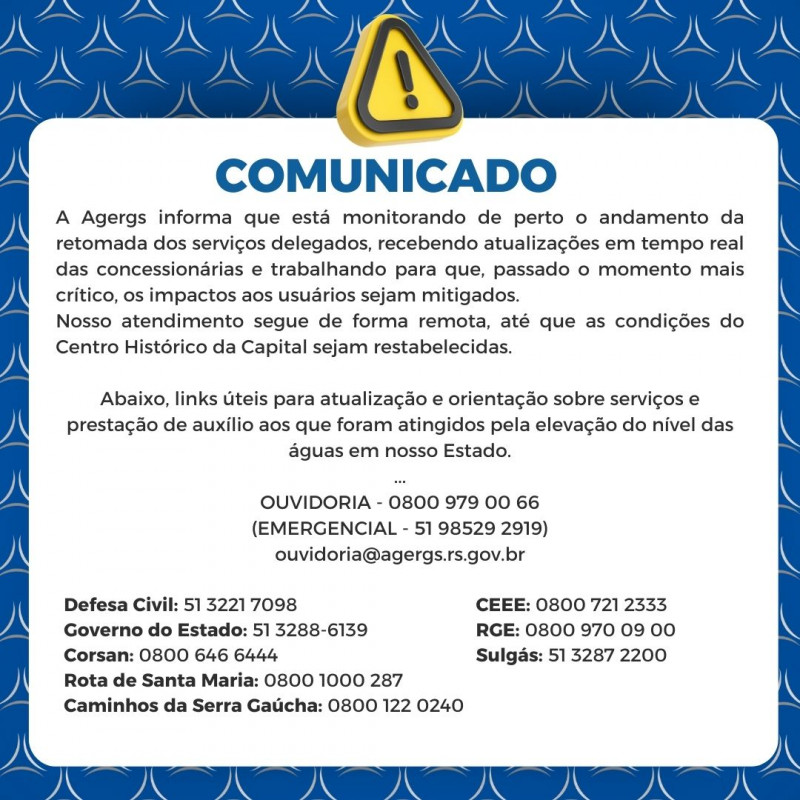 COMUNICADO
A Agergs informa que está monitorando de perto o andamento da
retomada dos serviços delegados, recebendo atualizações em tempo real
das concessionárias e trabalhando para que, passado o momento mais
crítico, os impactos aos usuários sejam mitigados.
Nosso atendimento segue de forma remota, até que as condições do
Centro Histórico da Capital sejam restabelecidas.
Abaixo, links úteis para atualização e orientação sobre serviços e
prestação de auxílio aos que foram atingidos pela elevação do nível das
águas em nosso Estado.
...
OUVIDORIA - 0800 979 00 66
(EMERGENCIAL - 51 98529 2919)
ouvidoria@agergs.rs.gov.br
Defesa Civil: 51 3221 7098
Governo do Estado: 51 3288-6139
Corsan: 0800 646 6444
Rota de Santa Maria: 0800 1000 287
Caminhos da Serra Gaúcha: 0800 122 0240
CEEE: 0800 721 2333
RGE: 0800 970 09 00
Sulgás: 51 3287 2200